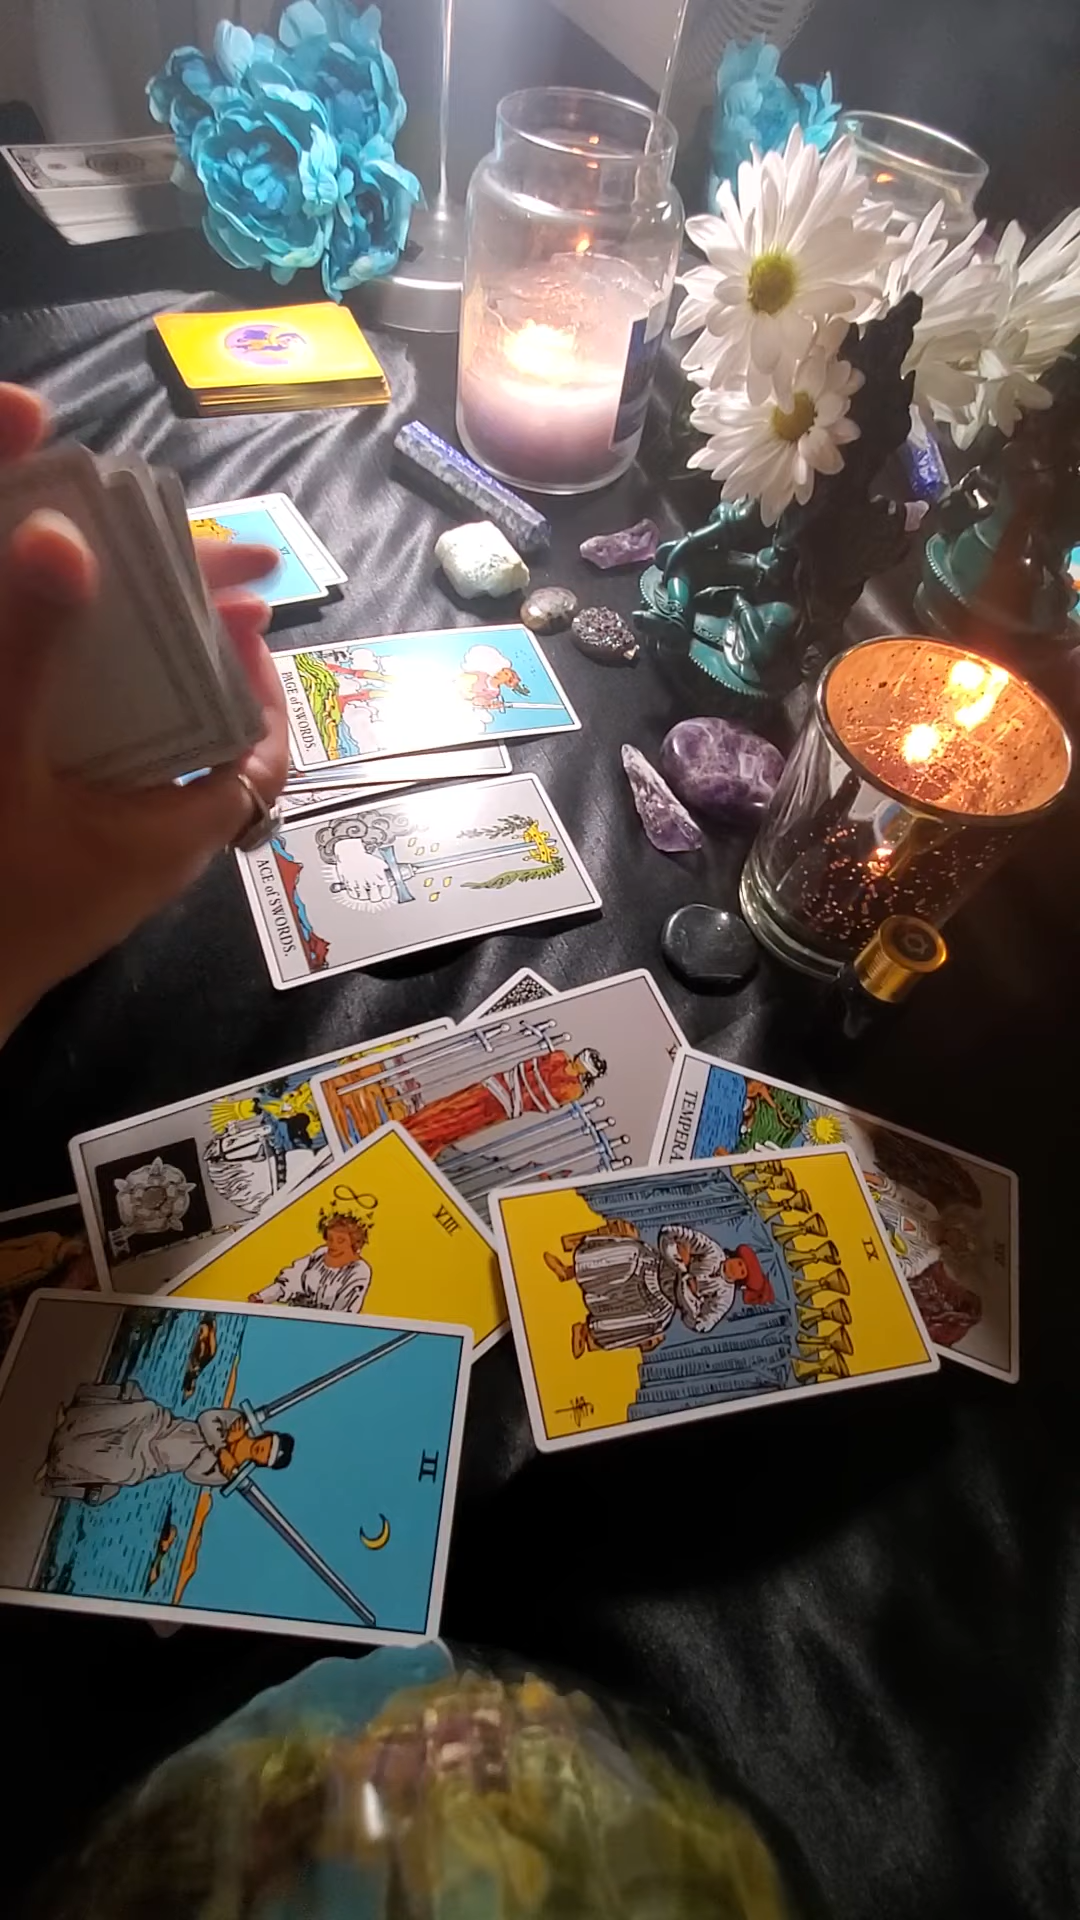 VI
PAGE of SWORDS.
ACE of SWORDS.
TEMPERA
VIII
IX
II